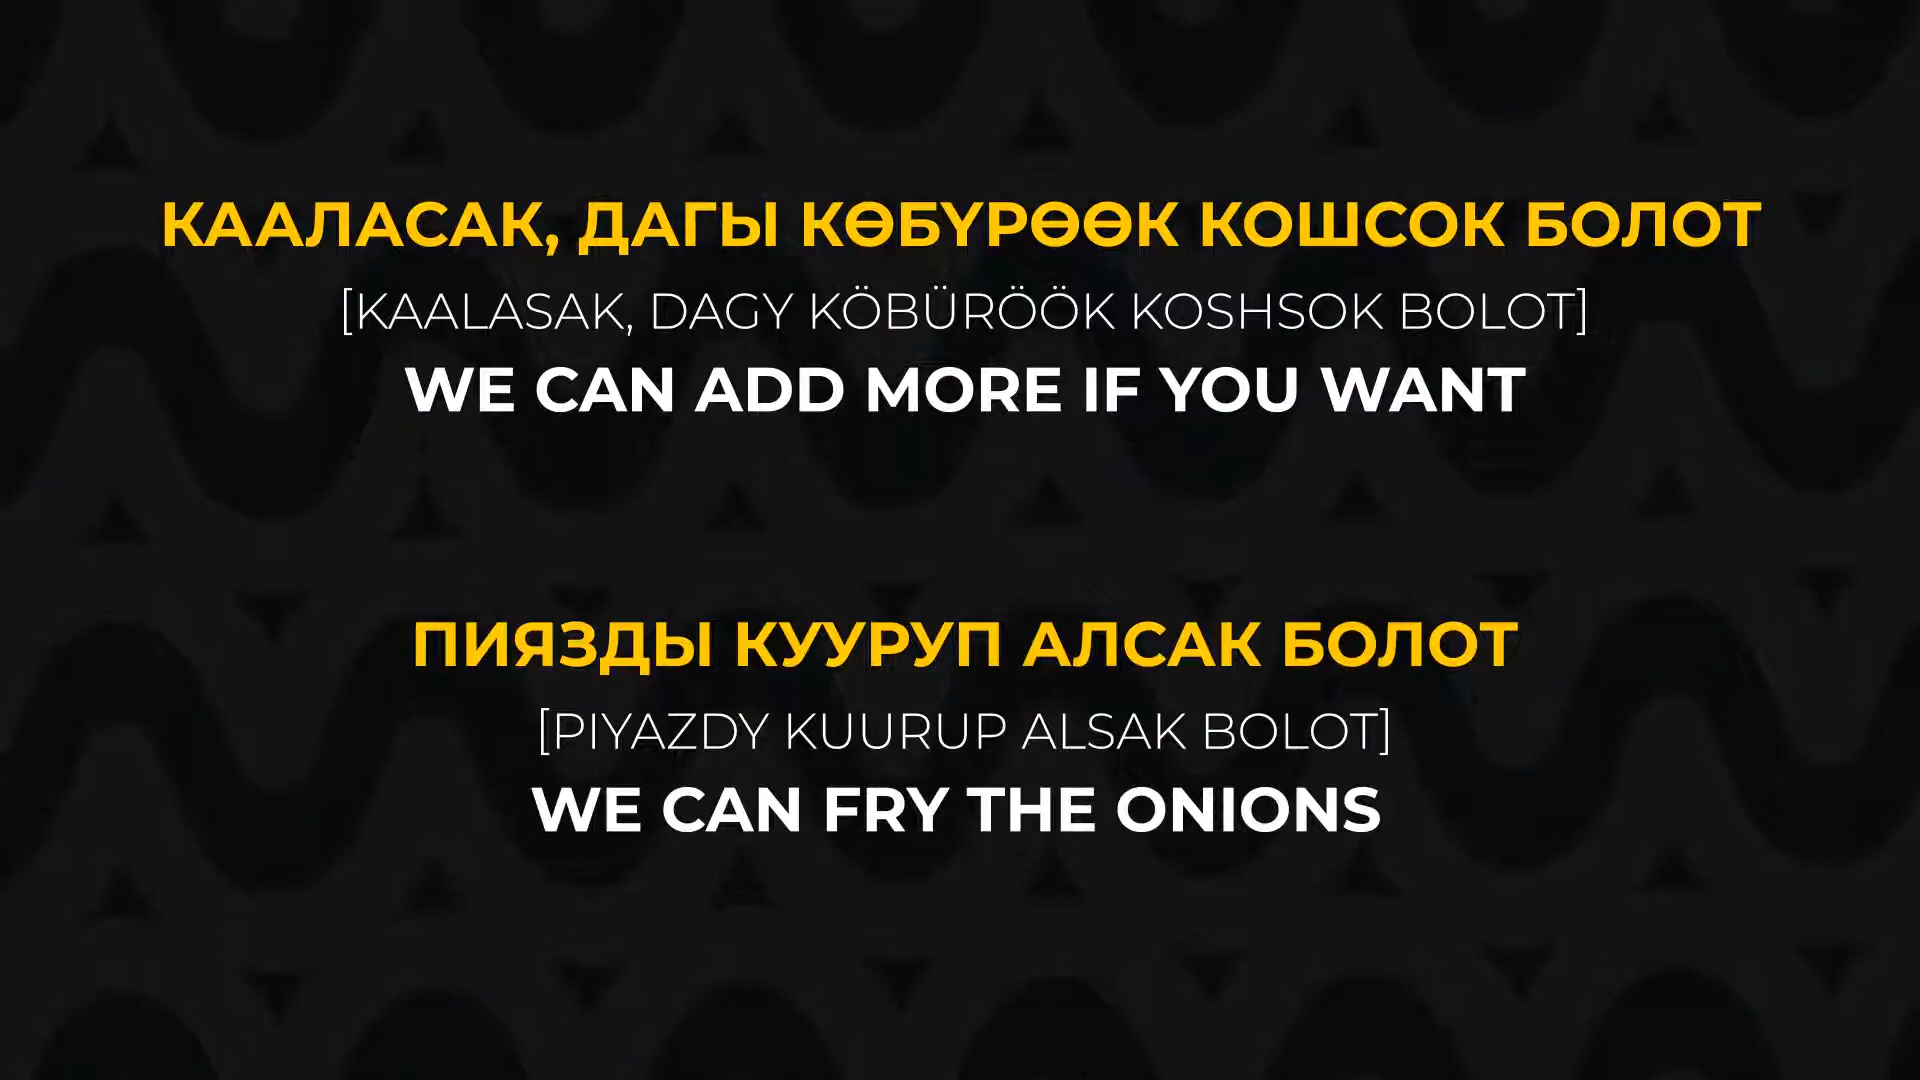 КААЛАСАК, ДАГЫ КӨБҮРӨӨК КОШСОК БОЛОТ
[KAALASAK, DAGY KÖBÜRÖÖK KOSHSOK BOLOT]
WE CAN ADD MORE IF YOU WANT
ПИЯЗДЫ КУУРУП АЛСАК БОЛОТ
[PIYAZDY KUURUP ALSAK BOLOT]
WE CAN FRY THE ONIONS